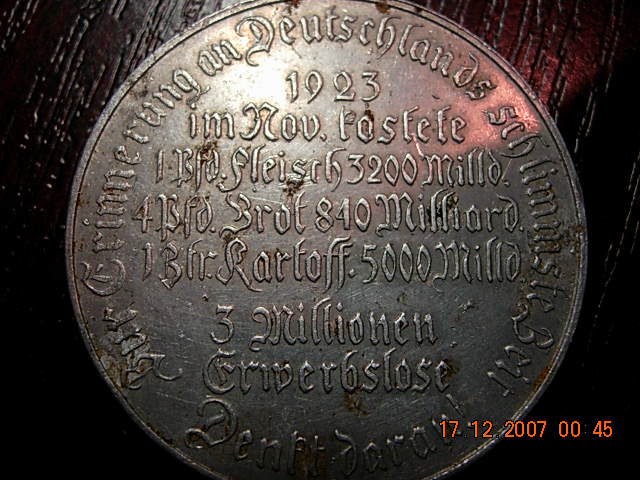 Zur Erinnerung an Deutschlands schlimmste Zeit
1923
im Nov. kostete
1 Pfd. Fleisch 3200 Milld.
4 Pfd. Brot 840 Milliard.
1 Ztr. Kartoff. 5000 Milld
3 Millionen
Erwerbslose
Denkt daran!
17.12.2007 00:45